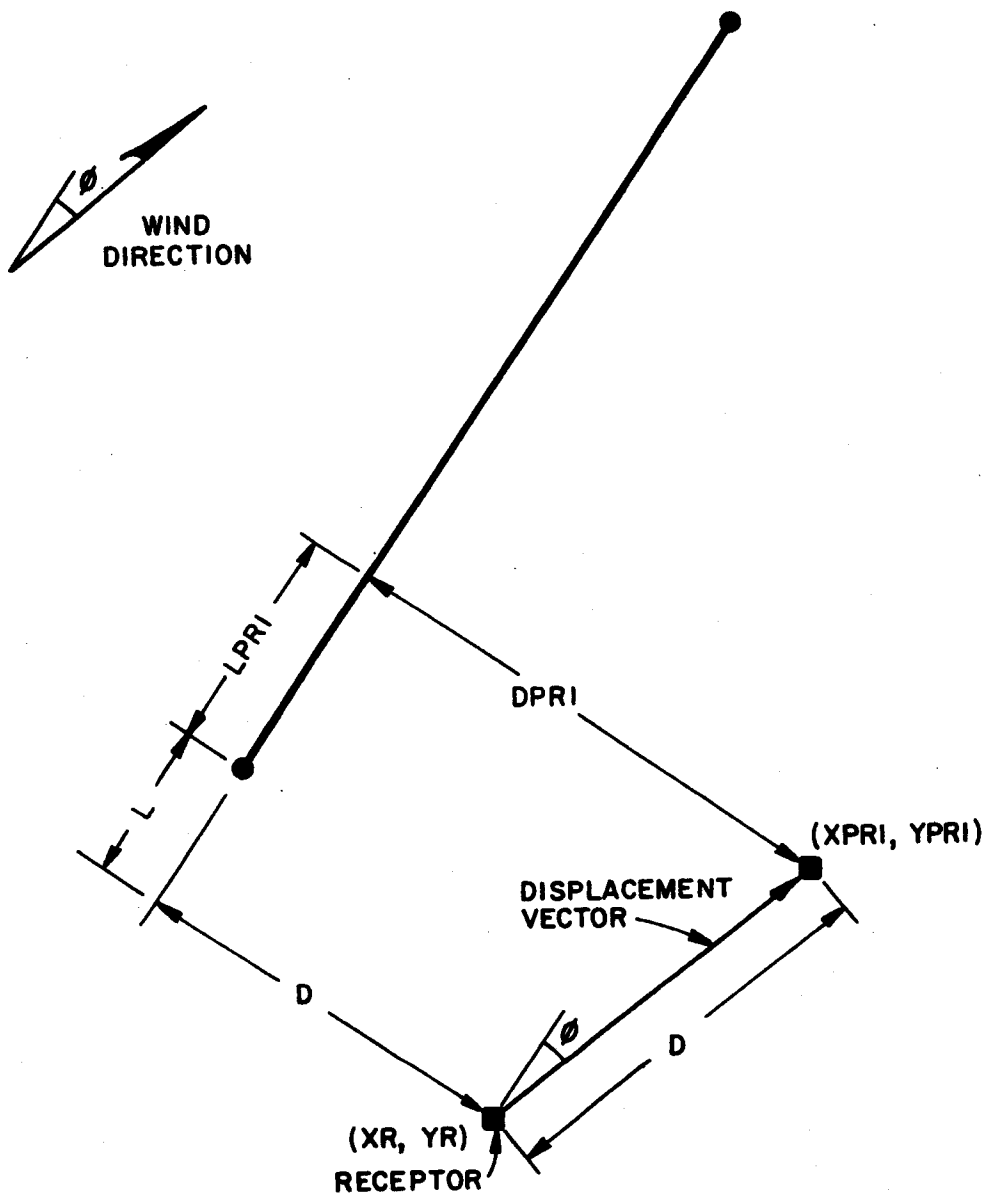 Ø
WIND
DIRECTION
LPRI
DPRI
L
(XPRI, YPRI)
DISPLACEMENT
VECTOR
D
Ø
D
(XR, YR)
RECEPTOR